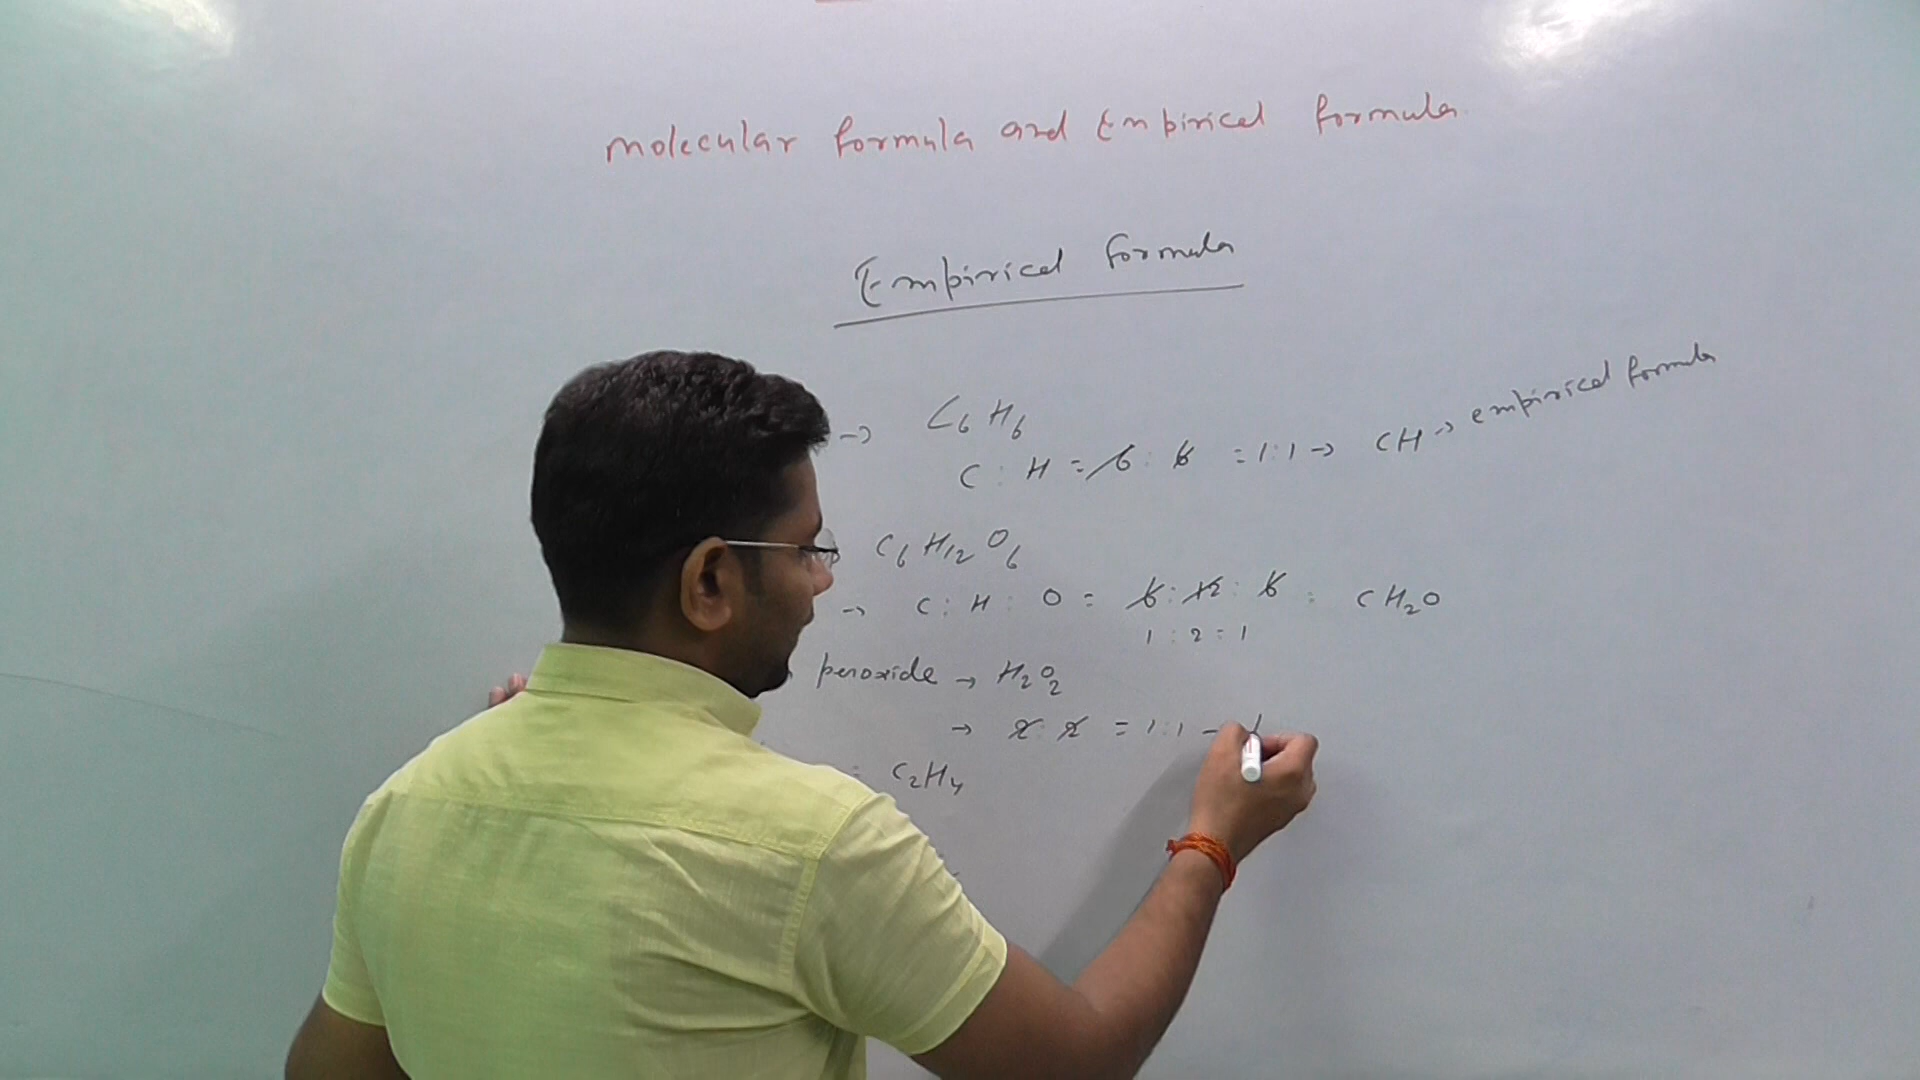 molecular formula and Empirical formula
Empirical formula
→ C6H6
C : H = 6 : 6 = 1:1 → CH → empirical formula
C6H12O6
→ C : H : O = 6 : 12 : 6 : CH2O
1 : 2 : 1
peroxide → H2O2
→ 2 : 2 = 1:1 –
= C2H4